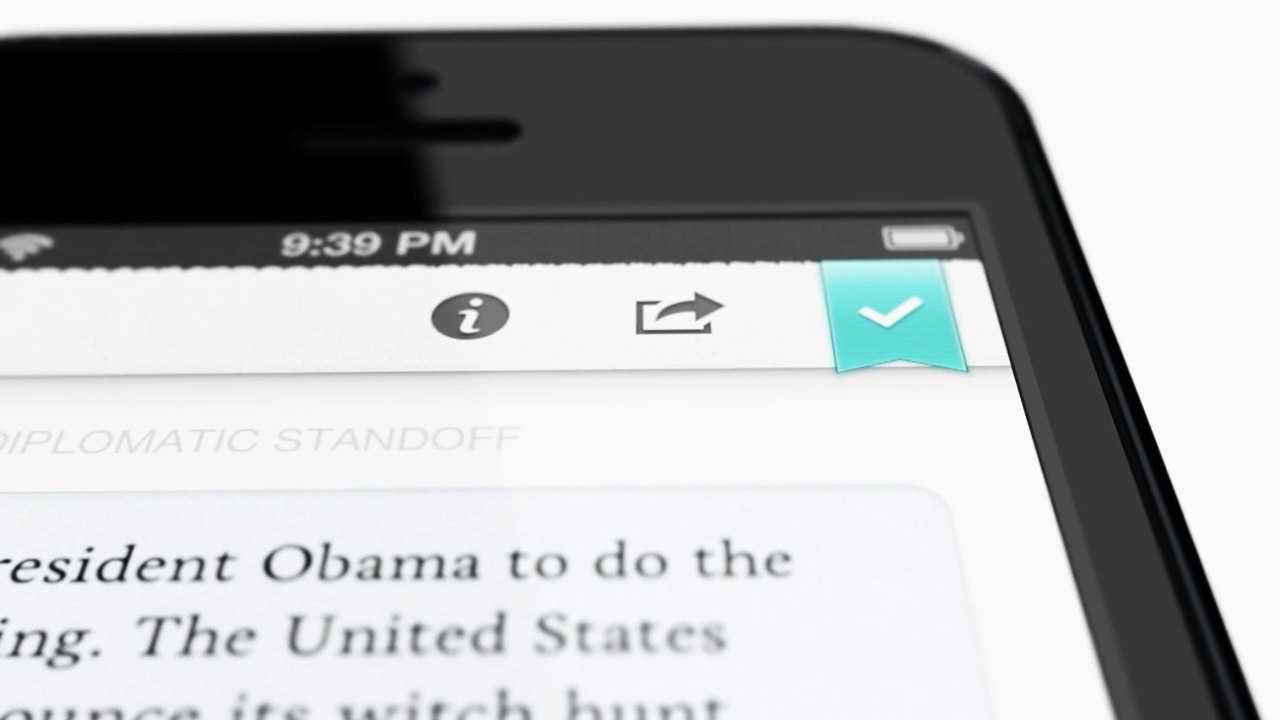 9:39 PM
i
DIPLOMATIC STANDOFF
resident Obama to do the
ing. The United States
ounce its witch hunt